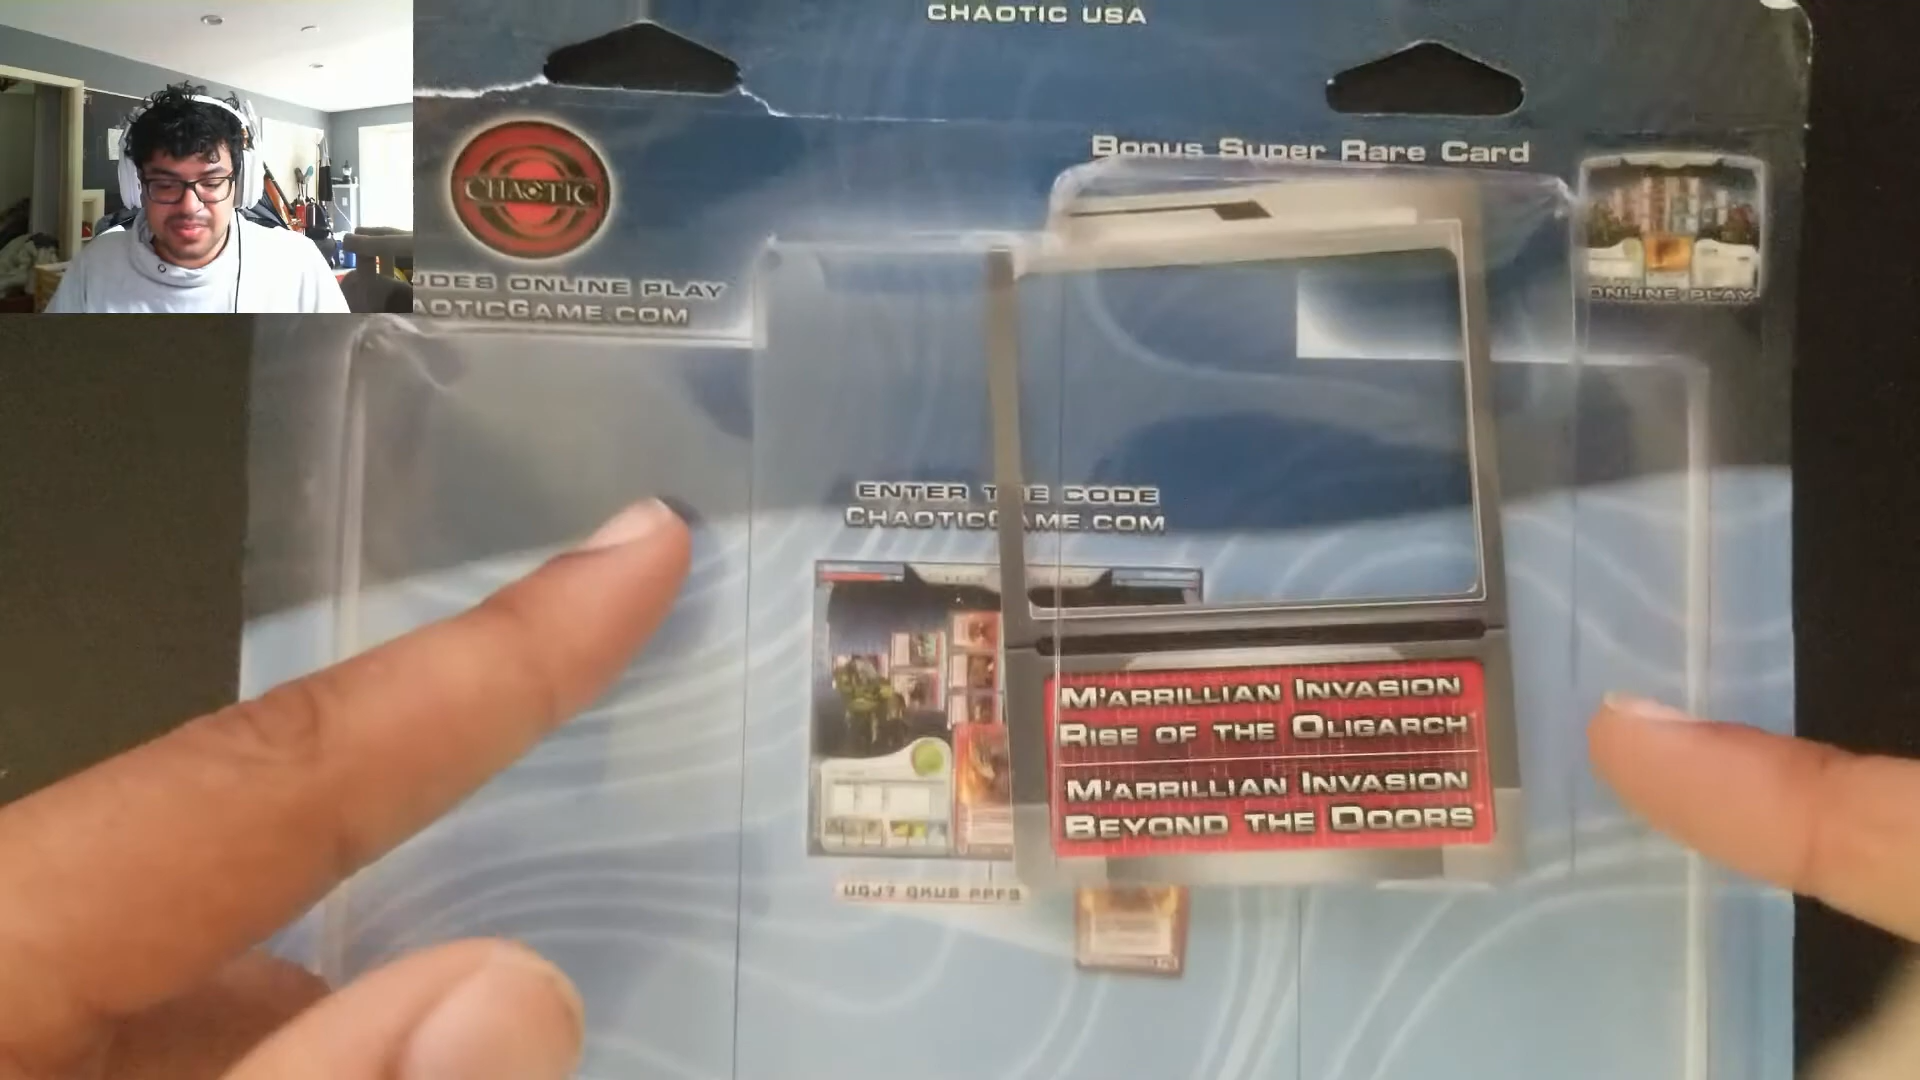 CHAOTIC USA
Bonus Super Rare Card
CHAOTIC
UDES ONLINE PLAY
AOTICGAME.COM
ONLINE PLAY
ENTER THE CODE
CHAOTICGAME.COM
M'ARRILLIAN INVASION
RISE OF THE OLIGARCH
M'ARRILLIAN INVASION
BEYOND THE DOORS